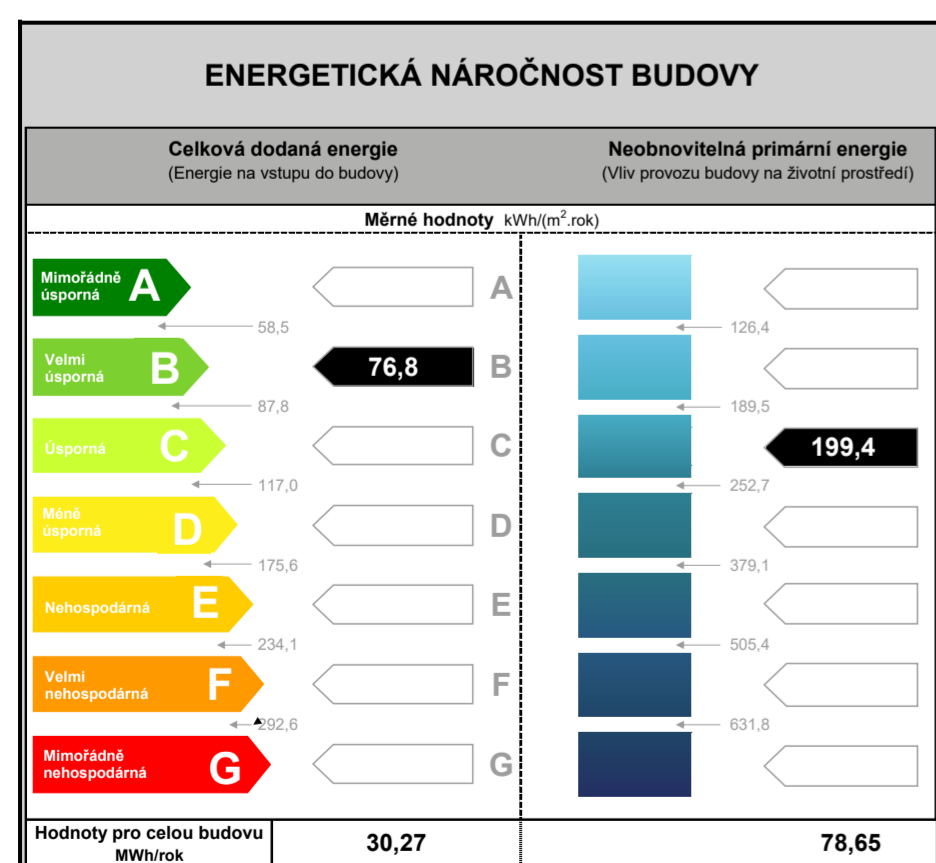 ENERGETICKÁ NÁROČNOST BUDOVY
Celková dodaná energie
(Energie na vstupu do budovy)
Neobnovitelná primární energie
(Vliv provozu budovy na životní prostředí)
Měrné hodnoty kWh/(m².rok)
Mimořádně
úsporná
A
A
58,5
126,4
Velmi
úsporná
B
76,8
B
87,8
189,5
Úsporná
C
C
199,4
117,0
252,7
Méně
úsporná
D
D
175,6
379,1
Nehospodárná
E
E
234,1
505,4
Velmi
nehospodárná
F
F
292,6
631,8
Mimořádně
nehospodárná
G
G
Hodnoty pro celou budovu
MWh/rok
30,27
78,65